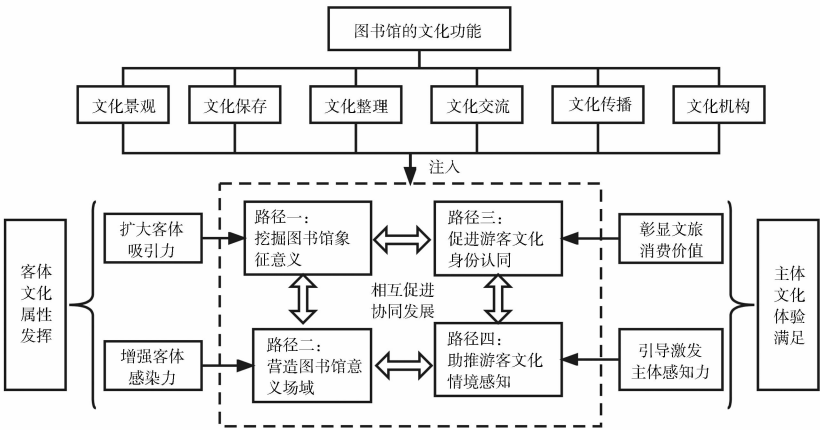 图书馆的文化功能
文化景观
文化保存
文化整理
文化交流
文化传播
文化机构
注入
客体
文化
属性
发挥
扩大客体
吸引力
增强客体
感染力
路径一：
挖掘图书馆象
征意义
路径三：
促进游客文化
身份认同
相互促进
协同发展
路径二：
营造图书馆意
义场域
路径四：
助推游客文化
情境感知
彰显文旅
消费价值
引导激发
主体感知力
主体
文化
体验
满足